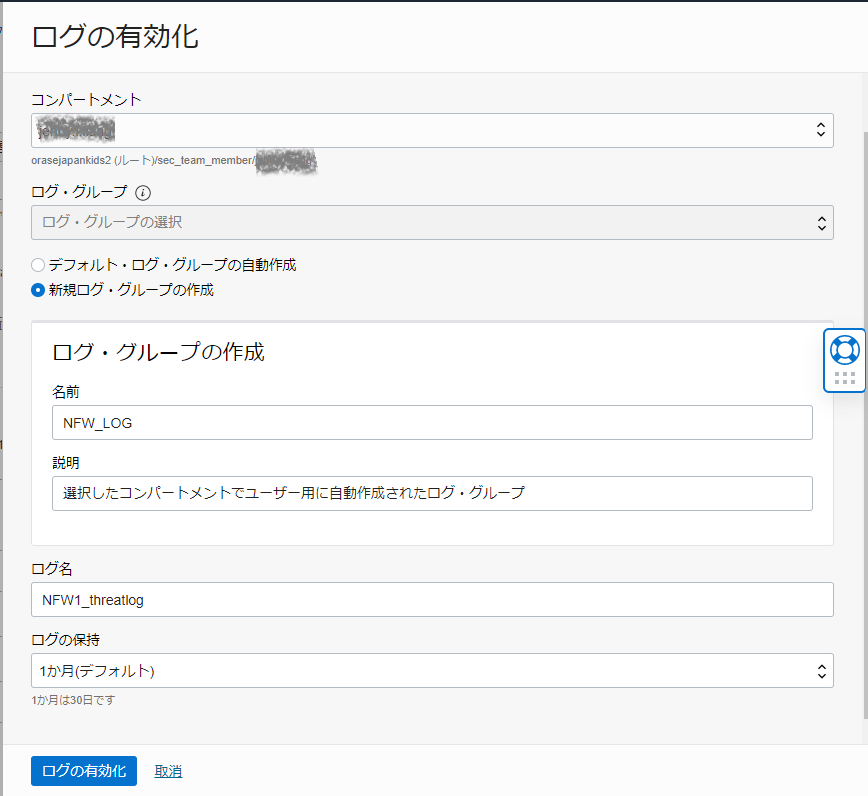 ログの有効化
コンパートメント
orasejapankids2 (ルート)/sec_team_member/
ログ・グループ
ログ・グループの選択
デフォルト・ログ・グループの自動作成
新規ログ・グループの作成
ログ・グループの作成
名前
NFW_LOG
説明
選択したコンパートメントでユーザー用に自動作成されたログ・グループ
ログ名
NFW1_threatlog
ログの保持
1か月(デフォルト)
1か月は30日です
ログの有効化
取消